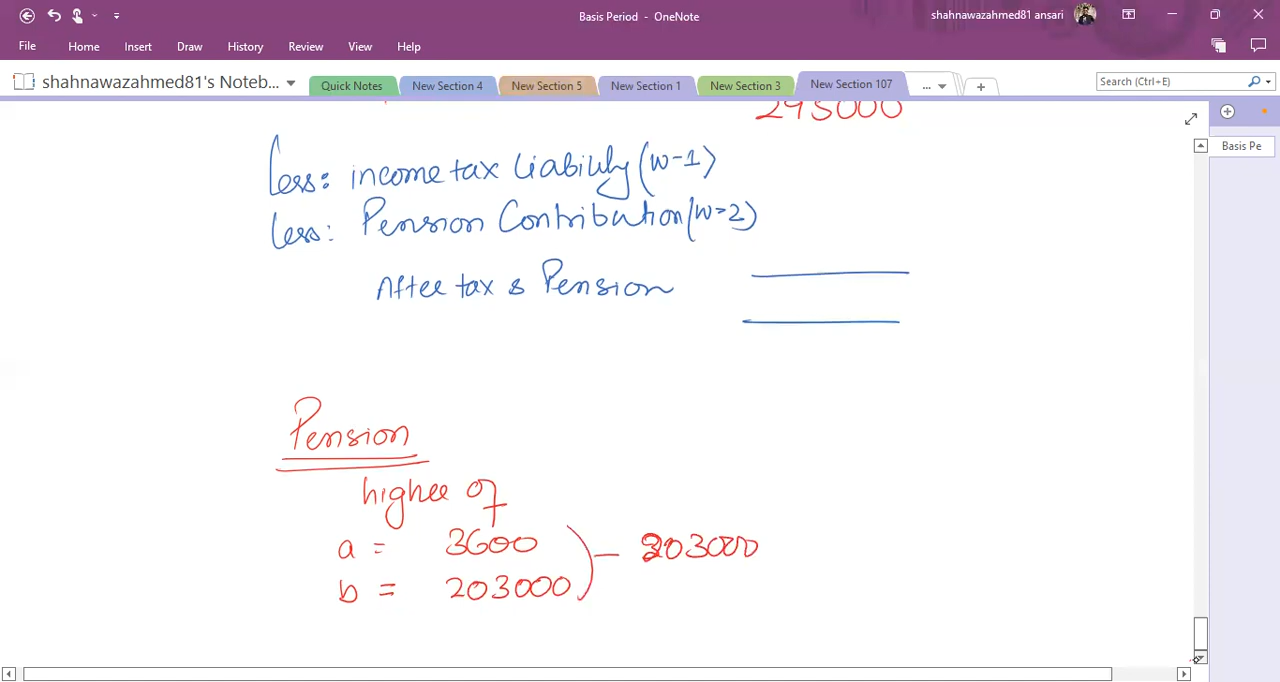 Basis Period - OneNote
shahnawazahmed81 ansari
File Home Insert Draw History Review View Help
shahnawazahmed81's Noteb... Quick Notes New Section 4 New Section 5 New Section 1 New Section 3 New Section 107 ... + Search (Ctrl+E)
Basis Pe
295000
Less: income tax Liability (W-1)
Less: Pension Contribution (W=2)
After tax & Pension
Pension
higher of
a = 3600 - 203000
b = 203000